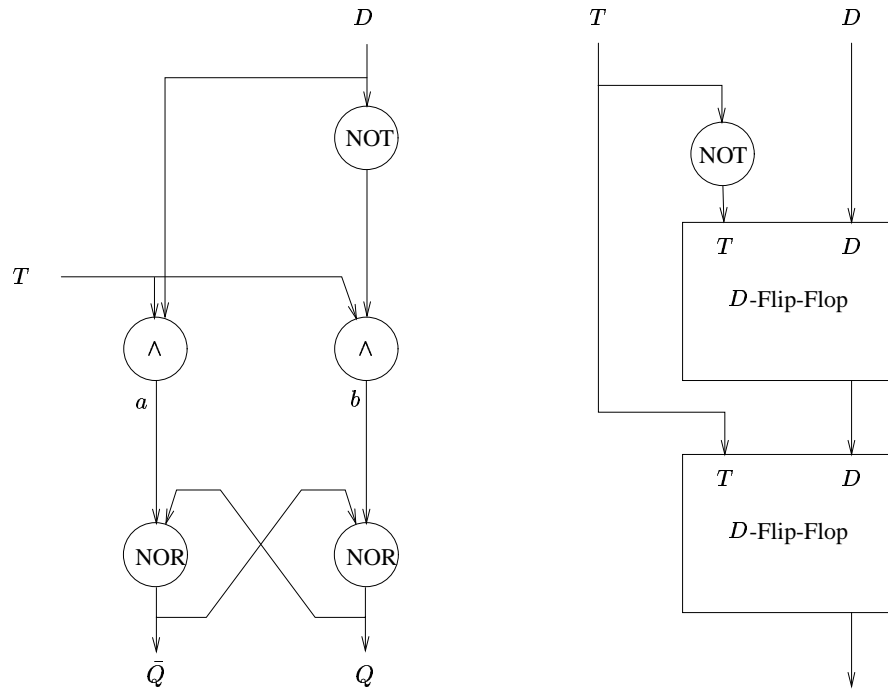 D
NOT
T
∧ ∧
a b
NOR NOR
Q̄ Q
T D
NOT
T D
D-Flip-Flop
T D
D-Flip-Flop